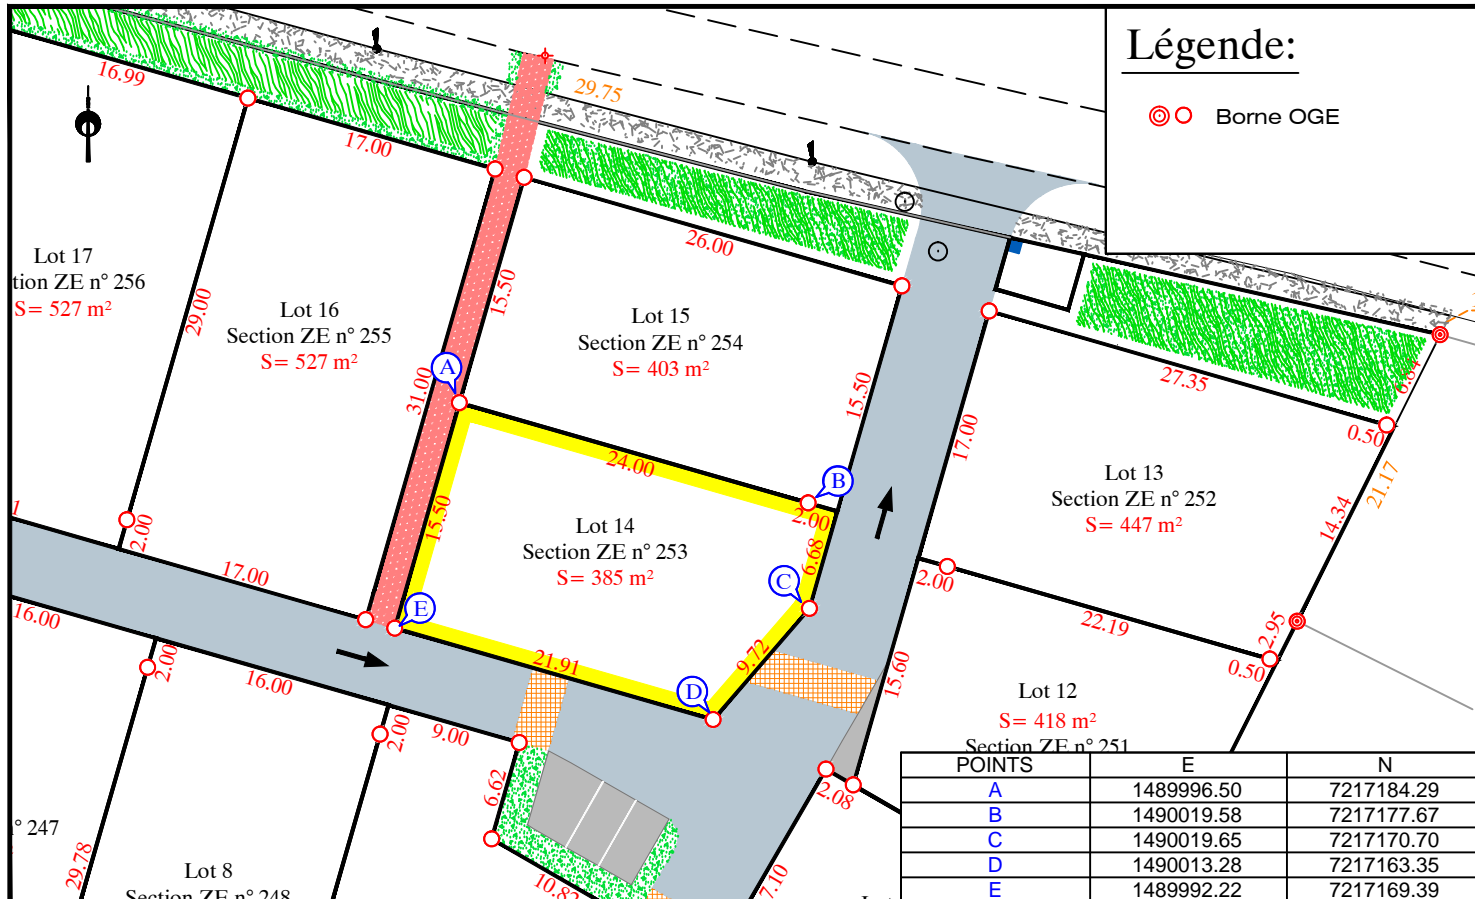 Légende:
Borne OGE
16.99
29.75
17.00
26.00
Lot 17
tion ZE n° 256
S= 527 m²
29.00
Lot 16
Section ZE n° 255
S= 527 m²
15.50
Lot 15
Section ZE n° 254
S= 403 m²
27.35
6.84
0.50
A
31.00
15.50
17.00
24.00
B
2.00
Lot 13
Section ZE n° 252
S= 447 m²
21.17
14.34
1
2.00
15.50
Lot 14
Section ZE n° 253
S= 385 m²
6.68
C
2.00
17.00
E
16.00
22.19
2.95
0.50
21.91
9.72
15.60
2.00
16.00
D
Lot 12
S= 418 m²
Section ZE n° 251
2.00
9.00
6.62
2.08
n° 247
29.78
Lot 8
Section ZE n° 248
10.82
7.10
POINTS E N
A 1489996.50 7217184.29
B 1490019.58 7217177.67
C 1490019.65 7217170.70
D 1490013.28 7217163.35
E 1489992.22 7217169.39